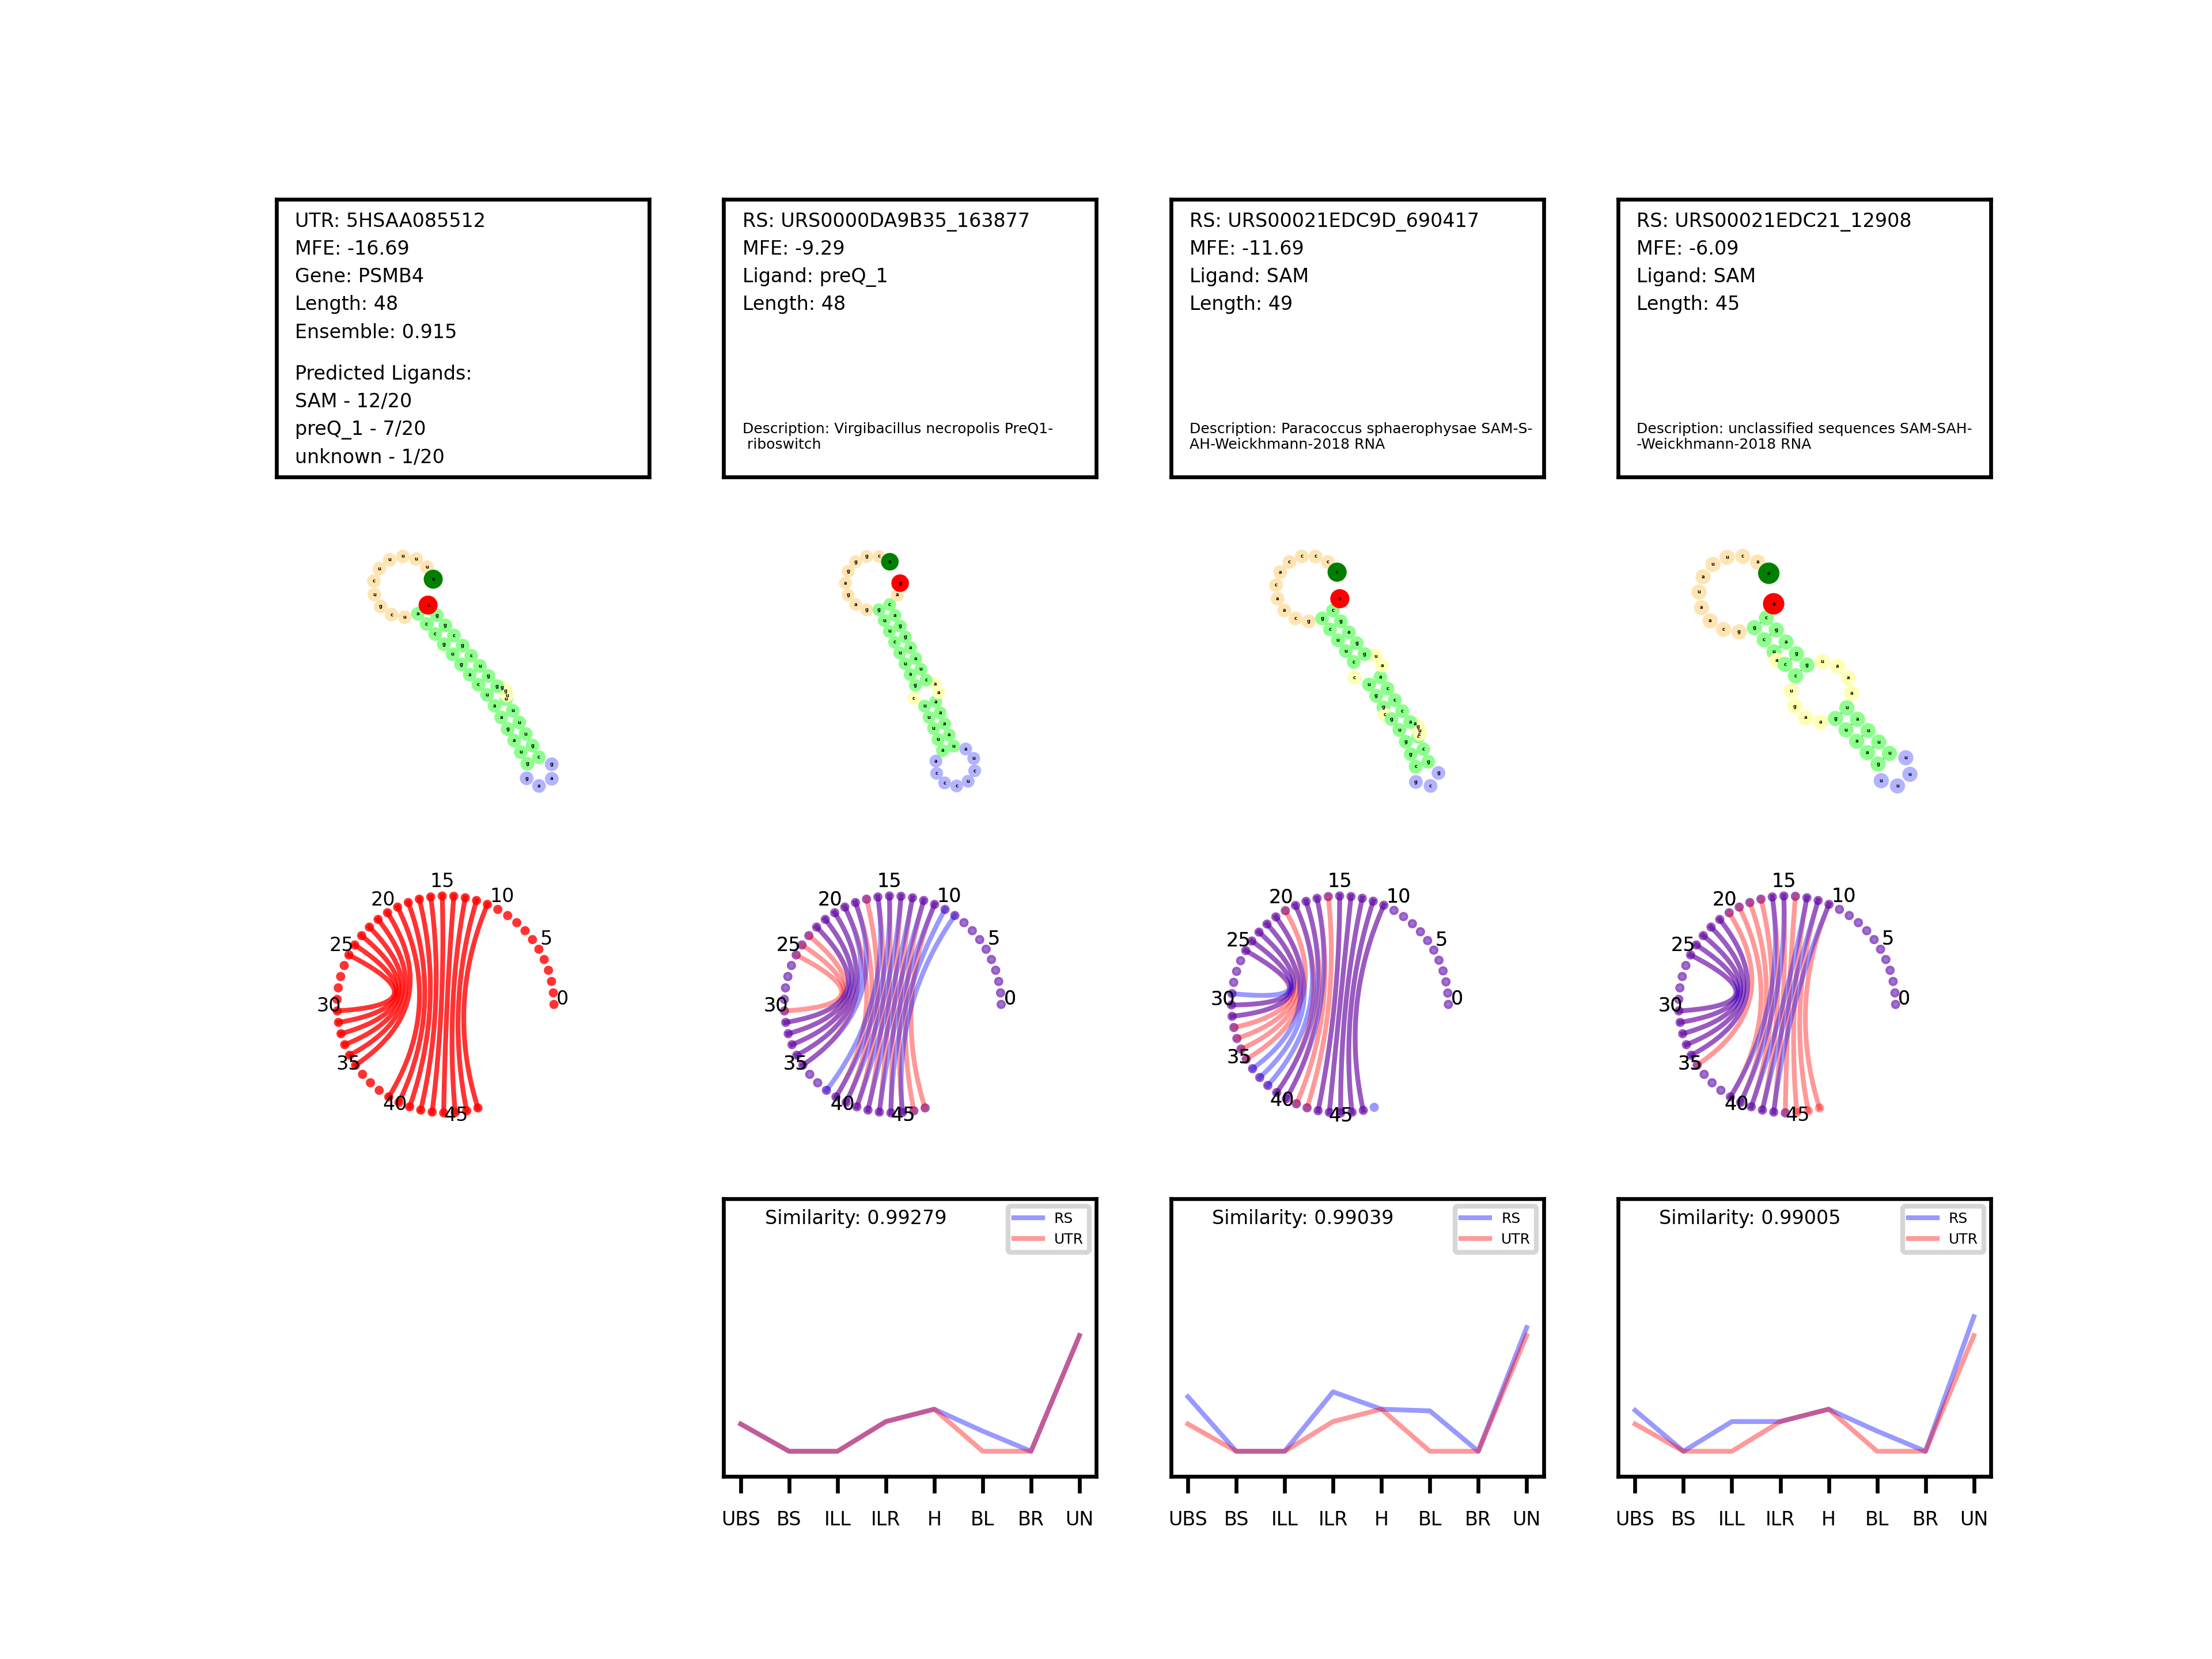 UTR: 5HSAA085512
MFE: -16.69
Gene: PSMB4
Length: 48
Ensemble: 0.915
Predicted Ligands:
SAM - 12/20
preQ_1 - 7/20
unknown - 1/20
RS: URS0000DA9B35_163877
MFE: -9.29
Ligand: preQ_1
Length: 48
Description: Virgibacillus necropolis PreQ1-
riboswitch
RS: URS00021EDC9D_690417
MFE: -11.69
Ligand: SAM
Length: 49
Description: Paracoccus sphaerophysae SAM-S-
AH-Weickhmann-2018 RNA
RS: URS00021EDC21_12908
MFE: -6.09
Ligand: SAM
Length: 45
Description: unclassified sequences SAM-SAH-
-Weickhmann-2018 RNA
0
5
10
15
20
25
30
35
40
45
0
5
10
15
20
25
30
35
40
45
0
5
10
15
20
25
30
35
40
45
0
5
10
15
20
25
30
35
40
45
Similarity: 0.99279
RS
UTR
UBS BS ILL ILR H BL BR UN
Similarity: 0.99039
RS
UTR
UBS BS ILL ILR H BL BR UN
Similarity: 0.99005
RS
UTR
UBS BS ILL ILR H BL BR UN